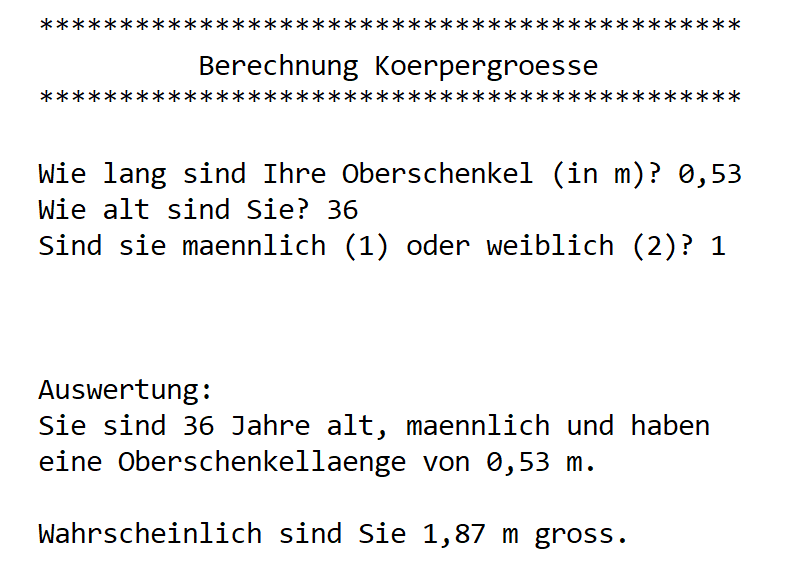 ********************************************
Berechnung Koerpergroesse
********************************************
Wie lang sind Ihre Oberschenkel (in m)? 0,53
Wie alt sind Sie? 36
Sind sie maennlich (1) oder weiblich (2)? 1
Auswertung:
Sie sind 36 Jahre alt, maennlich und haben
eine Oberschenkellaenge von 0,53 m.
Wahrscheinlich sind Sie 1,87 m gross.